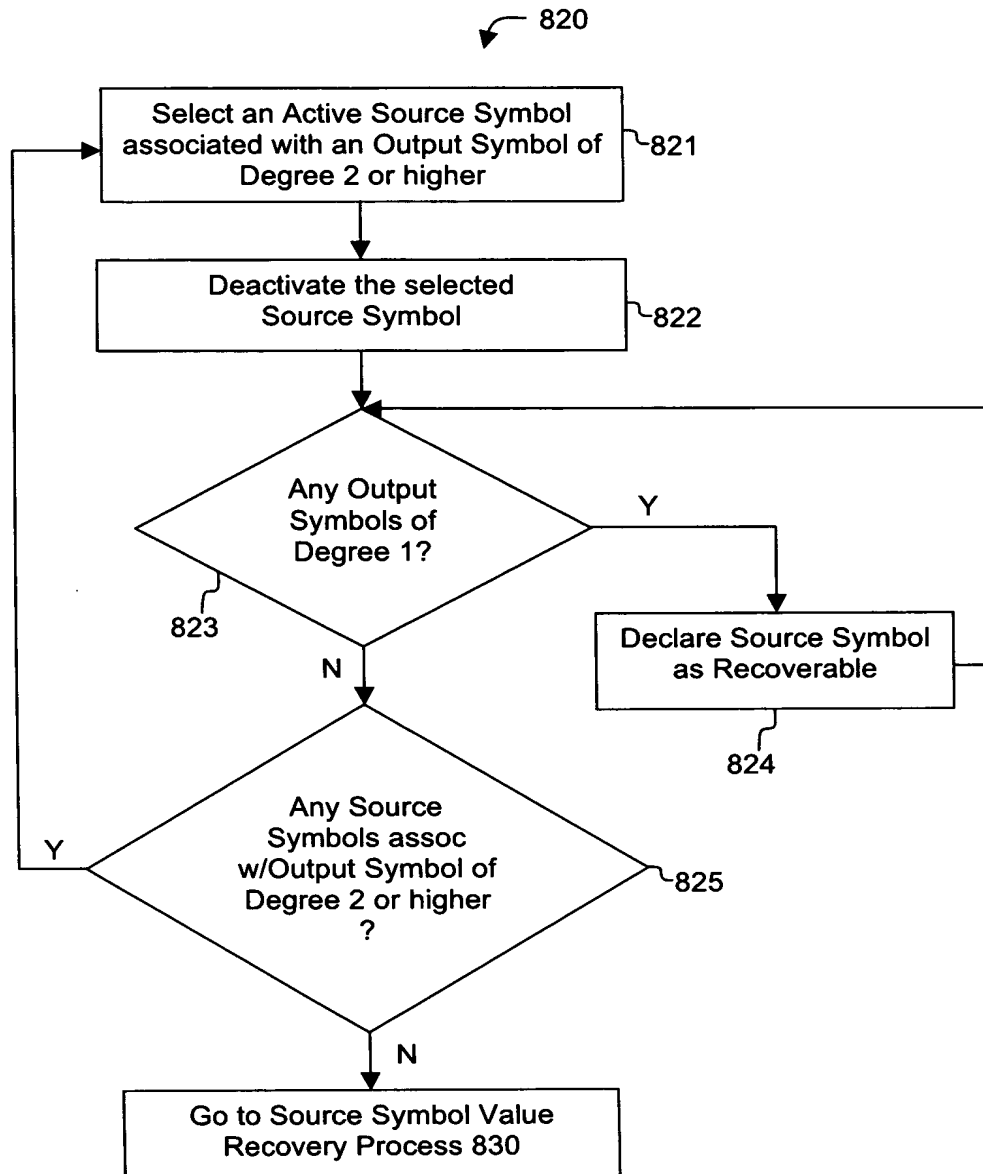 820
Select an Active Source Symbol
associated with an Output Symbol of
Degree 2 or higher
821
Deactivate the selected
Source Symbol
822
Any Output
Symbols of
Degree 1?
Y
823
N
Declare Source Symbol
as Recoverable
824
Any Source
Symbols assoc
w/Output Symbol of
Degree 2 or higher
?
Y
825
N
Go to Source Symbol Value
Recovery Process 830